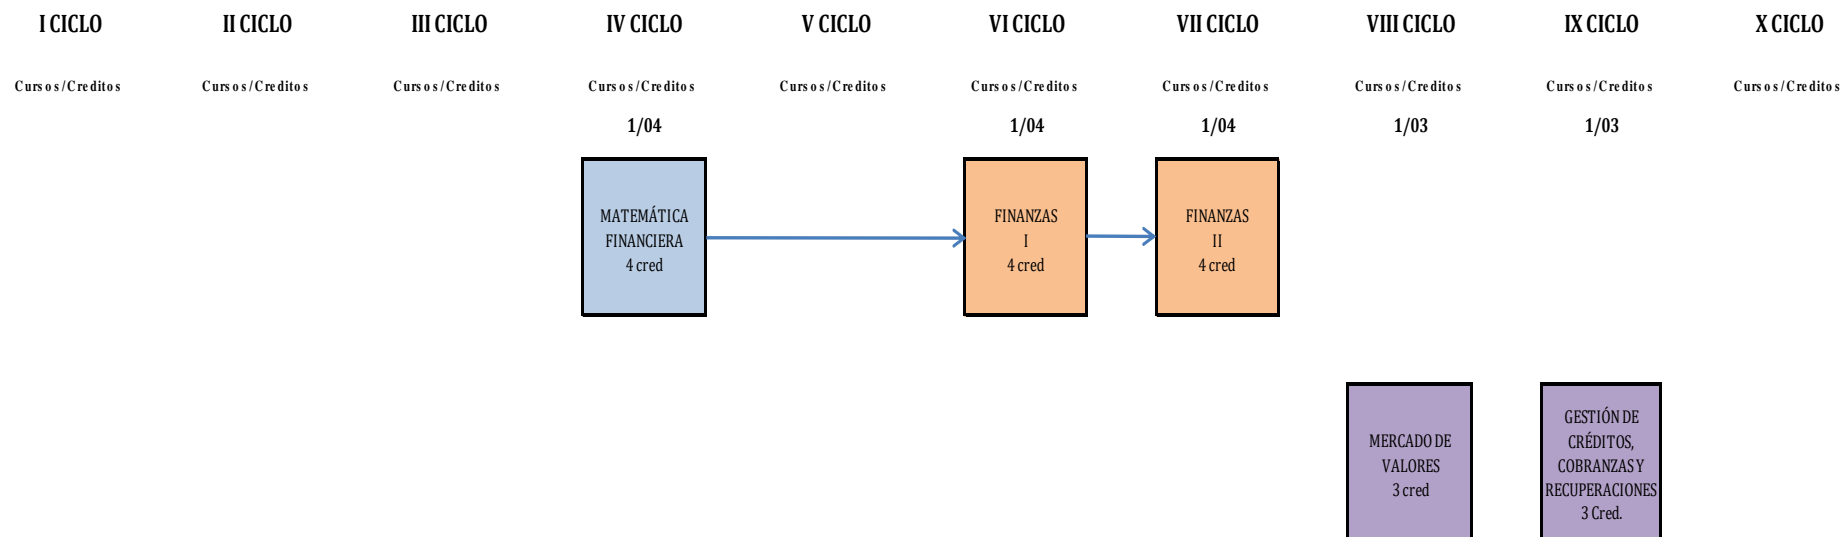 I CICLO II CICLO III CICLO IV CICLO V CICLO VI CICLO VII CICLO VIII CICLO IX CICLO X CICLO
Cursos/Creditos Cursos/Creditos Cursos/Creditos Cursos/Creditos Cursos/Creditos Cursos/Creditos Cursos/Creditos Cursos/Creditos Cursos/Creditos Cursos/Creditos
1/04 1/04 1/04 1/03 1/03
MATEMÁTICA
FINANCIERA
4 cred
FINANZAS
I
4 cred
FINANZAS
II
4 cred
MERCADO DE
VALORES
3 cred
GESTIÓN DE
CRÉDITOS,
COBRANZAS Y
RECUPERACIONES
3 Cred.